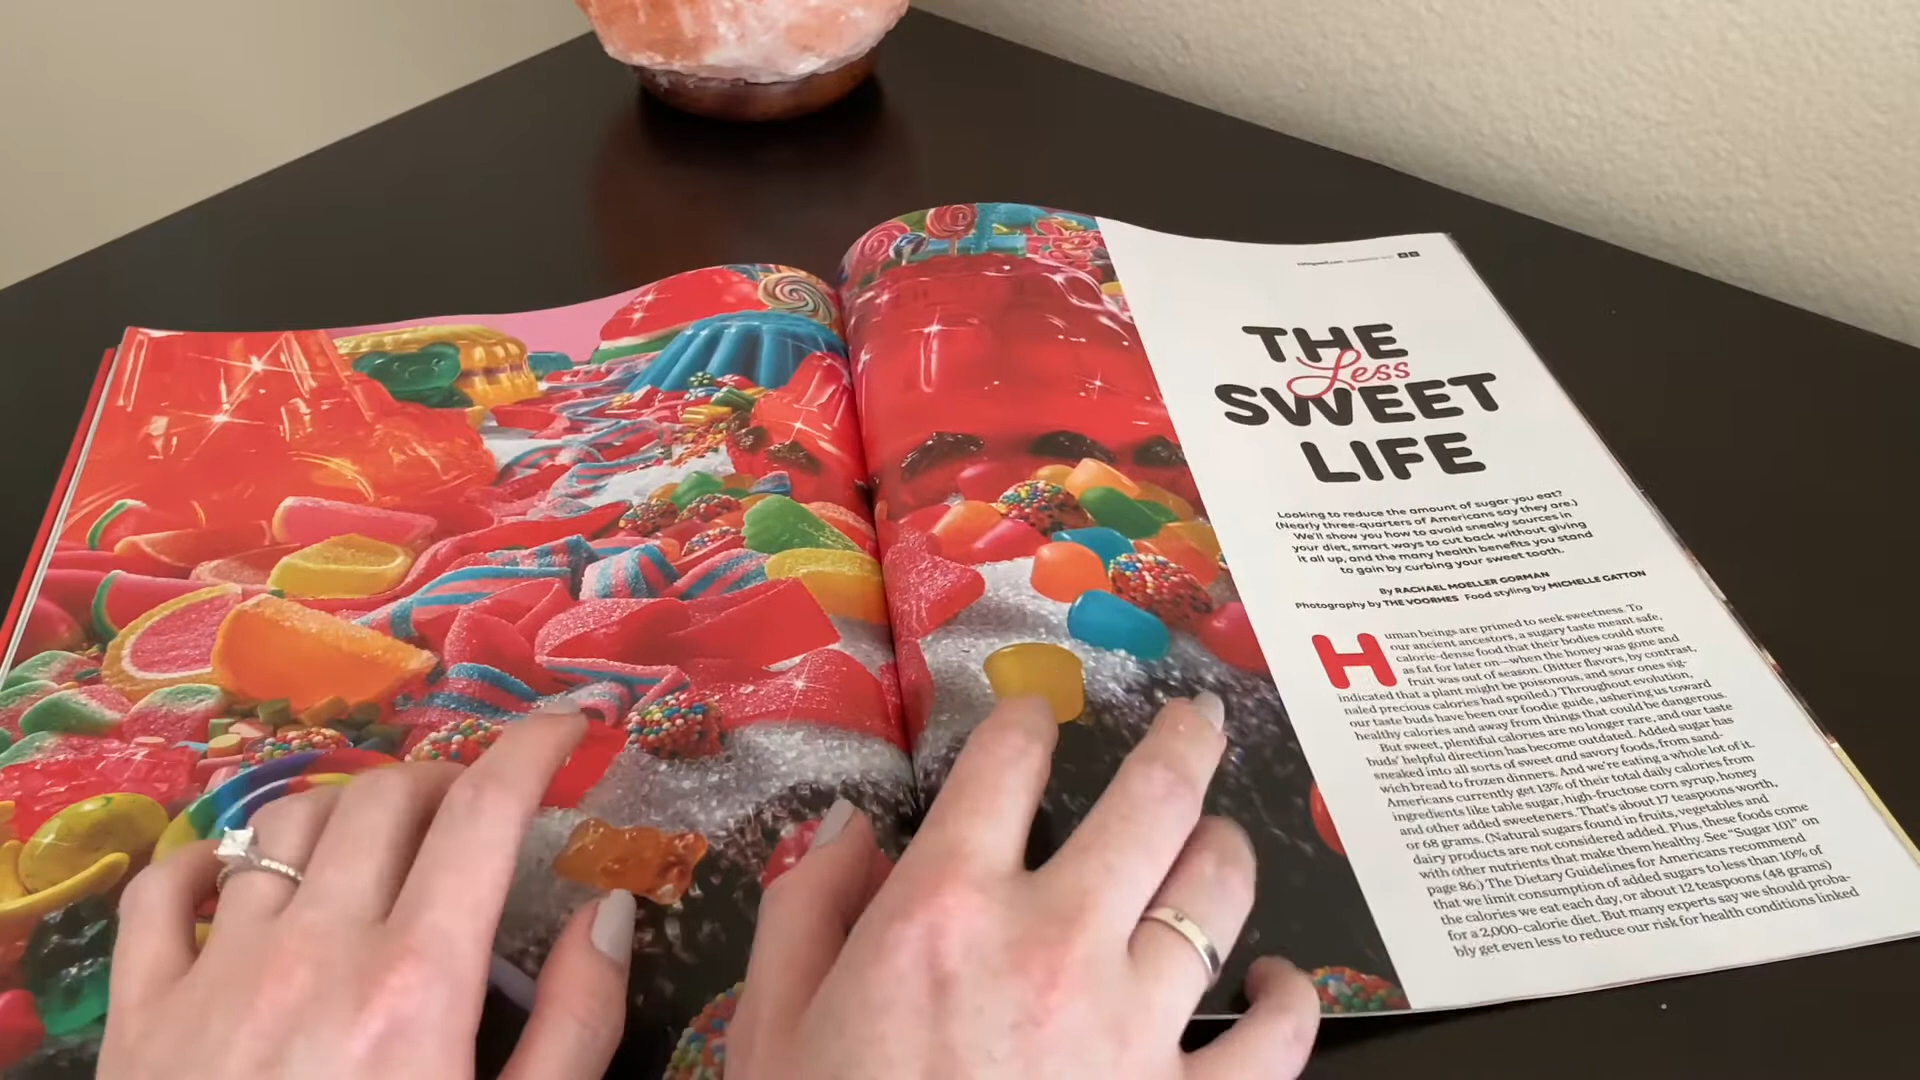 THE
Less
SWEET
LIFE
Looking to reduce the amount of sugar you eat?
(Nearly three-quarters of Americans say they are.)
We'll show you how to avoid sneaky sources in
your diet, smart ways to cut back without giving
it all up, and the many health benefits you stand
to gain by curbing your sweet tooth.
By RACHAEL MOELLER GORMAN
Photography by THE VOORHES Food styling by MICHELLE GATTON
Human beings are primed to seek sweetness. To
our ancient ancestors, a sugary taste meant safe,
calorie-dense food that their bodies could store
as fat for later on—when the honey was gone and
fruit was out of season. (Bitter flavors, by contrast,
indicated that a plant might be poisonous, and sour ones sig-
naled precious calories had spoiled.) Throughout evolution,
our taste buds have been our foodie guide, ushering us toward
healthy calories and away from things that could be dangerous.
But sweet, plentiful calories are no longer rare, and our taste
buds' helpful direction has become outdated. Added sugar has
sneaked into all sorts of sweet and savory foods, from sand-
wich bread to frozen dinners. And we're eating a whole lot of it.
Americans currently get 13% of their total daily calories from
ingredients like table sugar, high-fructose corn syrup, honey
and other added sweeteners. That's about 17 teaspoons worth,
or 68 grams. (Natural sugars found in fruits, vegetables and
dairy products are not considered added. Plus, these foods come
with other nutrients that make them healthy. See "Sugar 101" on
page 86.) The Dietary Guidelines for Americans recommend
that we limit consumption of added sugars to less than 10% of
the calories we eat each day, or about 12 teaspoons (48 grams)
for a 2,000-calorie diet. But many experts say we should proba-
bly get even less to reduce our risk for health conditions linked